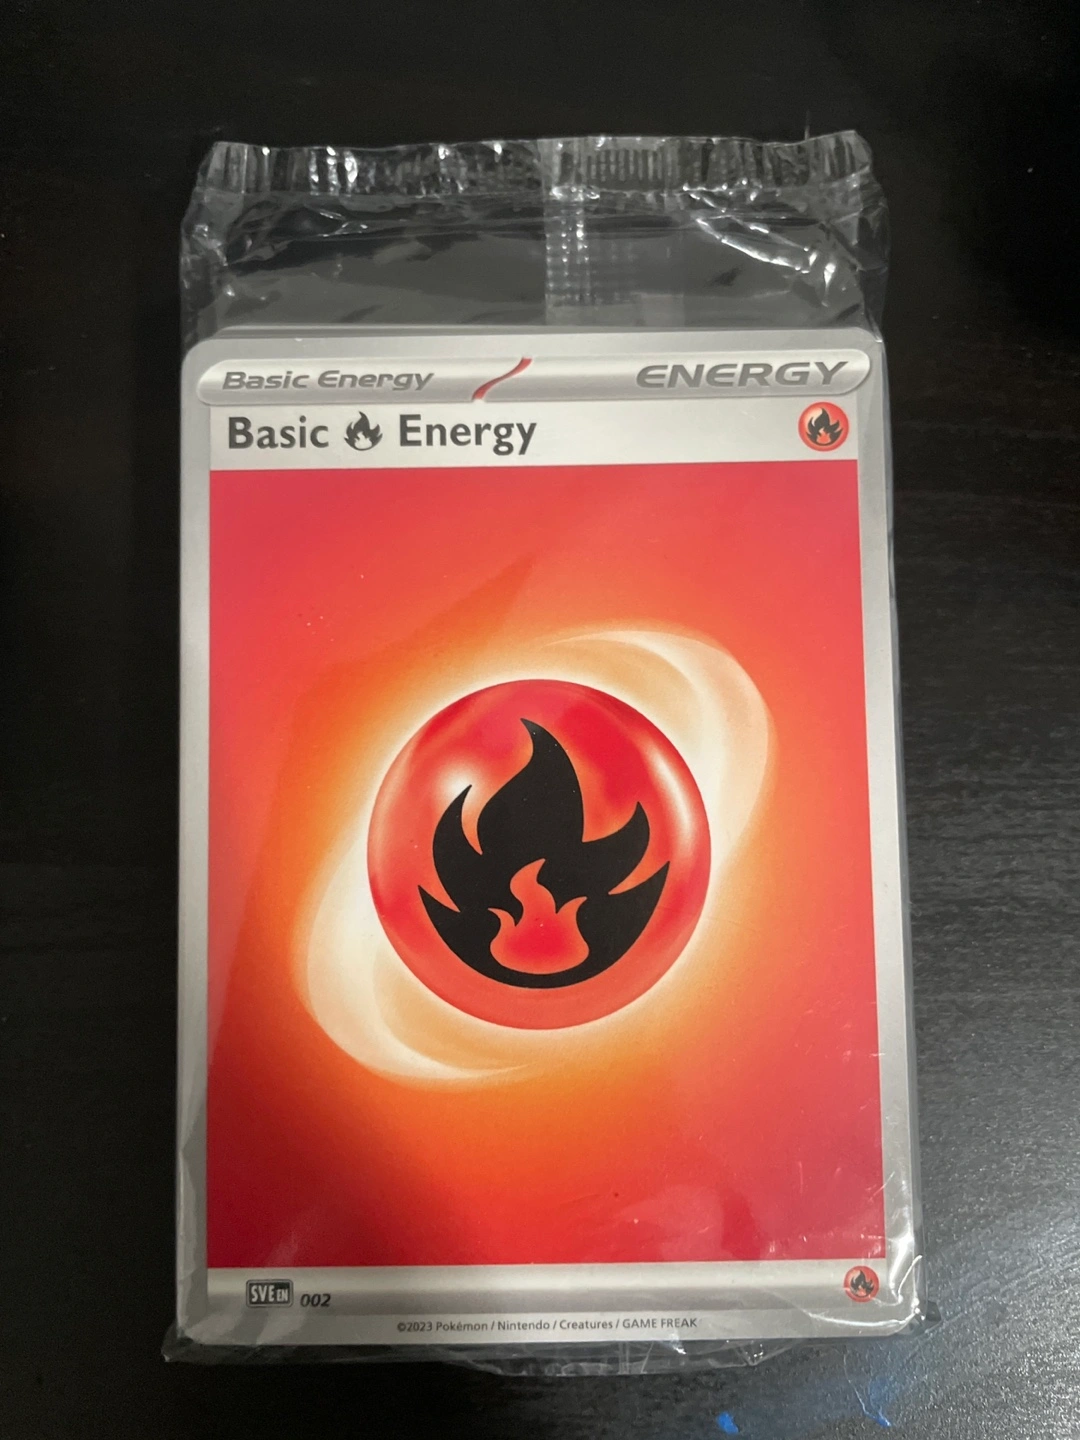 Basic Energy ENERGY
Basic Energy
SVE EN 002
©2023 Pokémon / Nintendo / Creatures / GAME FREAK